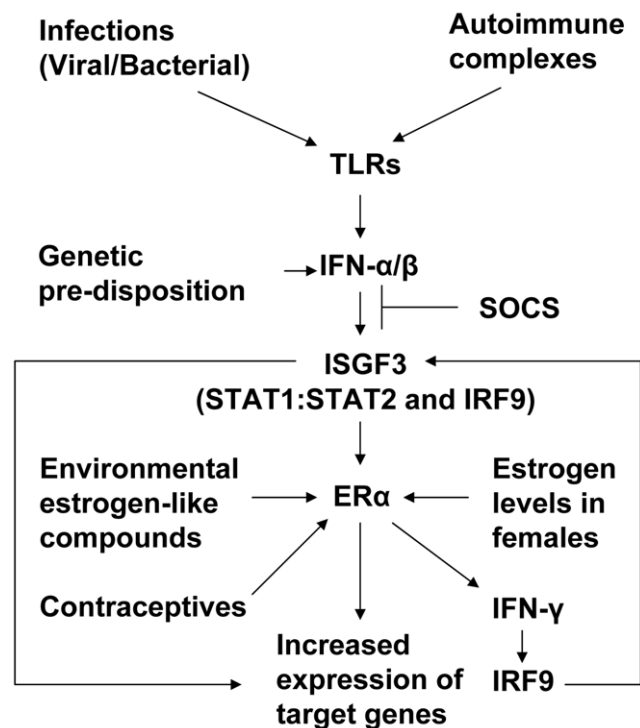 Infections
(Viral/Bacterial)
Autoimmune
complexes
TLRs
Genetic
pre-disposition
IFN-α/β
SOCS
ISGF3
(STAT1:STAT2 and IRF9)
Environmental
estrogen-like
compounds
ERα
Estrogen
levels in
females
Contraceptives
IFN-γ
Increased
expression of
target genes
IRF9